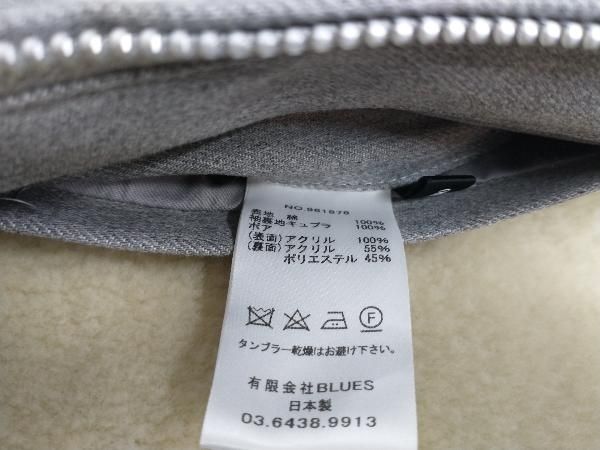 NO.961878
表地 綿 100%
袖裏地キュプラ 100%
ボア
(表面)アクリル 100%
(裏面)アクリル 55%
ポリエステル 45%
F
タンブラー乾燥はお避け下さい。
有限会社BLUES
日本製
03.6438.9913